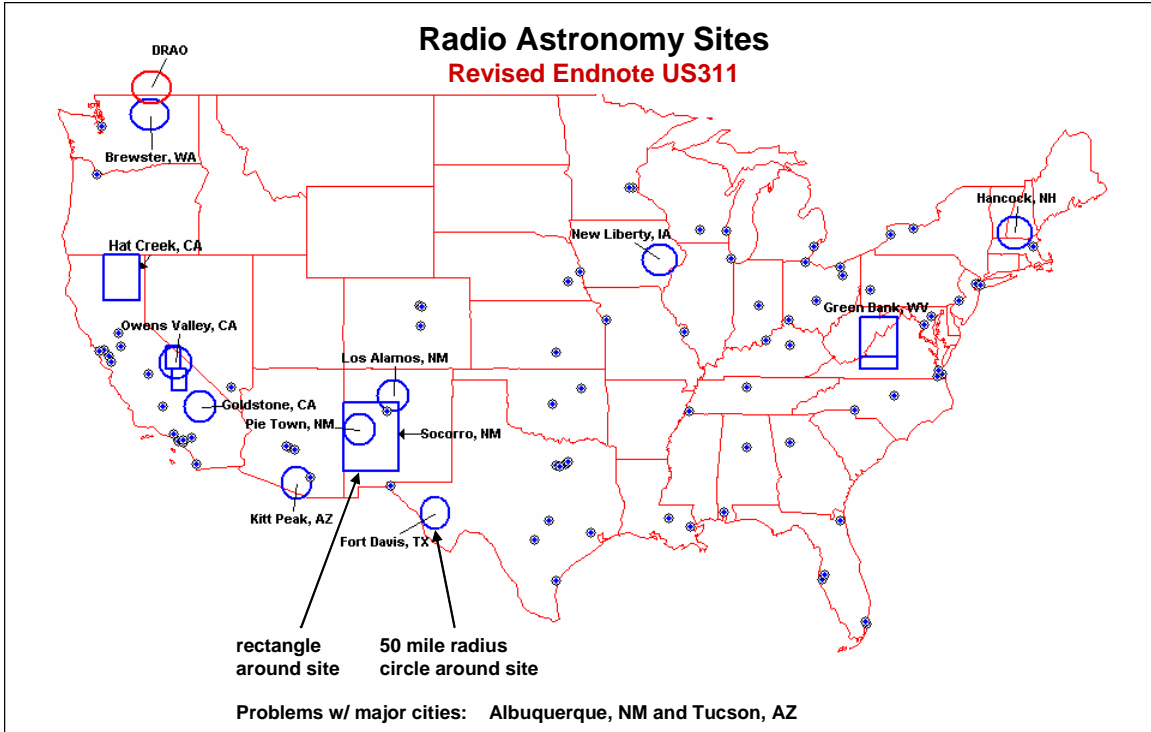 Radio Astronomy Sites
Revised Endnote US311
DRAO
Brewster, WA
Hancock, NH
New Liberty, IA
Hat Creek, CA
Green Bank, WV
Owens Valley, CA
Los Alamos, NM
Goldstone, CA
Pie Town, NM
Socorro, NM
Kitt Peak, AZ
Fort Davis, TX
rectangle
around site
50 mile radius
circle around site
Problems w/ major cities: Albuquerque, NM and Tucson, AZ